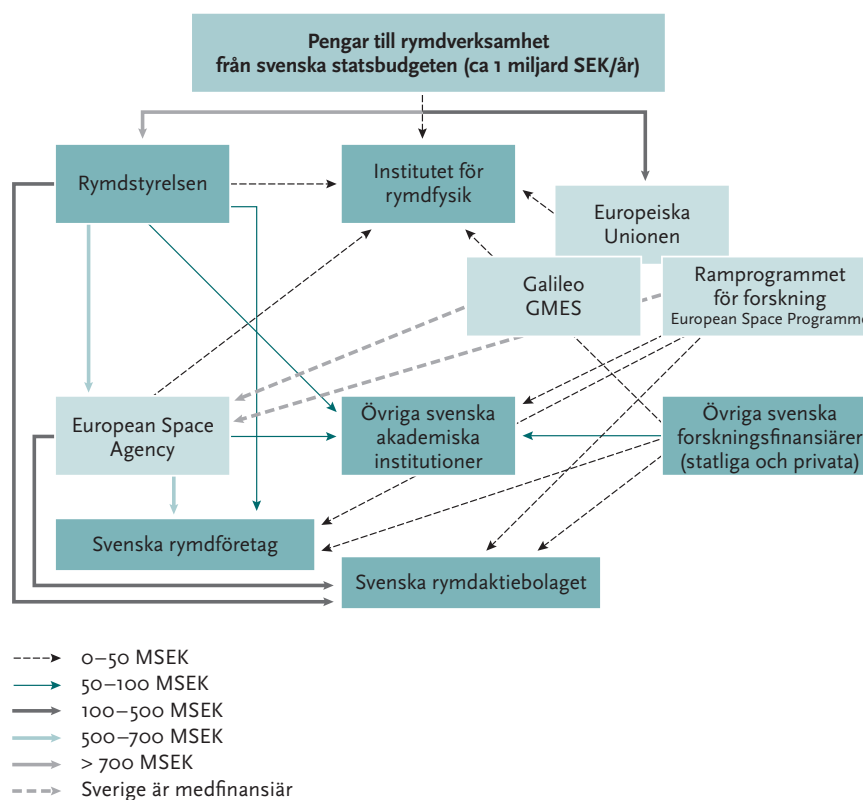 Pengar till rymdverksamhet
från svenska statsbudgeten (ca 1 miljard SEK/år)
Rymdstyrelsen
Institutet för
rymdfysik
Europeiska
Unionen
Galileo
GMES
Ramprogrammet
för forskning
European Space Programme
European Space
Agency
Övriga svenska
akademiska
institutioner
Övriga svenska
forskningsfinansiärer
(statliga och privata)
Svenska rymdföretag
Svenska rymdaktiebolaget
0–50 MSEK
50–100 MSEK
100–500 MSEK
500–700 MSEK
> 700 MSEK
Sverige är medfinansiär